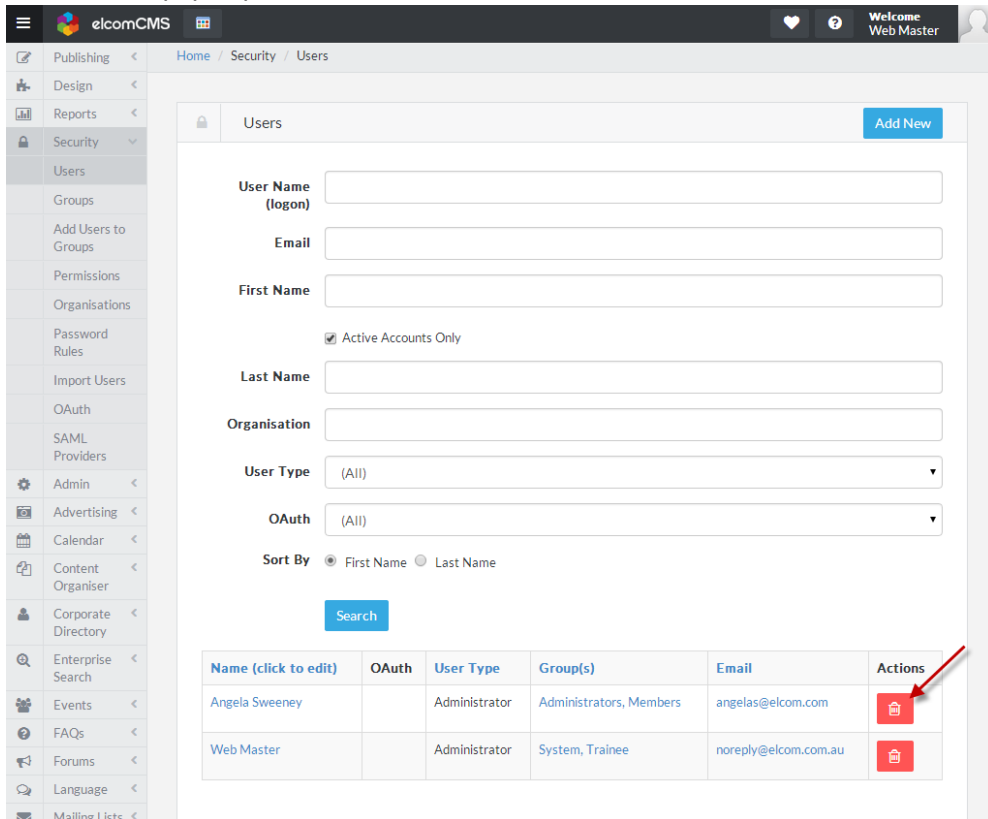 elcomCMS
Welcome
Web Master
Publishing
Design
Reports
Security
Users
Groups
Add Users to
Groups
Permissions
Organisations
Password
Rules
Import Users
OAuth
SAML
Providers
Admin
Advertising
Calendar
Content
Organiser
Corporate
Directory
Enterprise
Search
Events
FAQs
Forums
Language
Mailing Lists
Home / Security / Users
Users
Add New
User Name
(logon)
Email
First Name
Active Accounts Only
Last Name
Organisation
User Type (All)
OAuth (All)
Sort By First Name Last Name
Search
Name (click to edit) OAuth User Type Group(s) Email Actions
Angela Sweeney Administrator Administrators, Members angelas@elcom.com
Web Master Administrator System, Trainee noreply@elcom.com.au